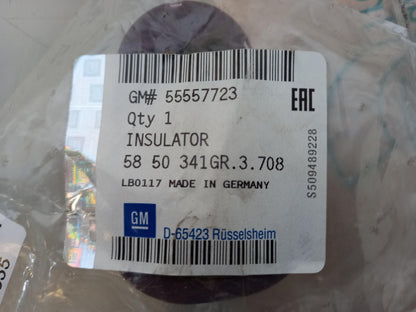 GM# 55557723
Qty 1
INSULATOR
58 50 341GR.3.708
LB0117 MADE IN GERMANY
GM
D-65423 Rüsselsheim
EAC
S509489228